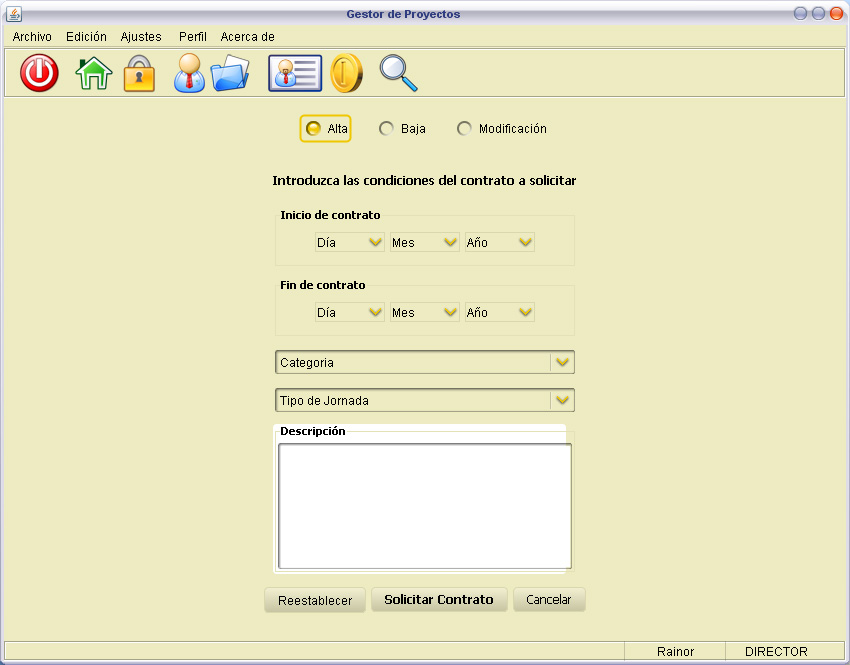 Gestor de Proyectos
Archivo Edición Ajustes Perfil Acerca de
Alta Baja Modificación
Introduzca las condiciones del contrato a solicitar
Inicio de contrato
Día Mes Año
Fin de contrato
Día Mes Año
Categoria
Tipo de Jornada
Descripción
Reestablecer Solicitar Contrato Cancelar
Rainor DIRECTOR